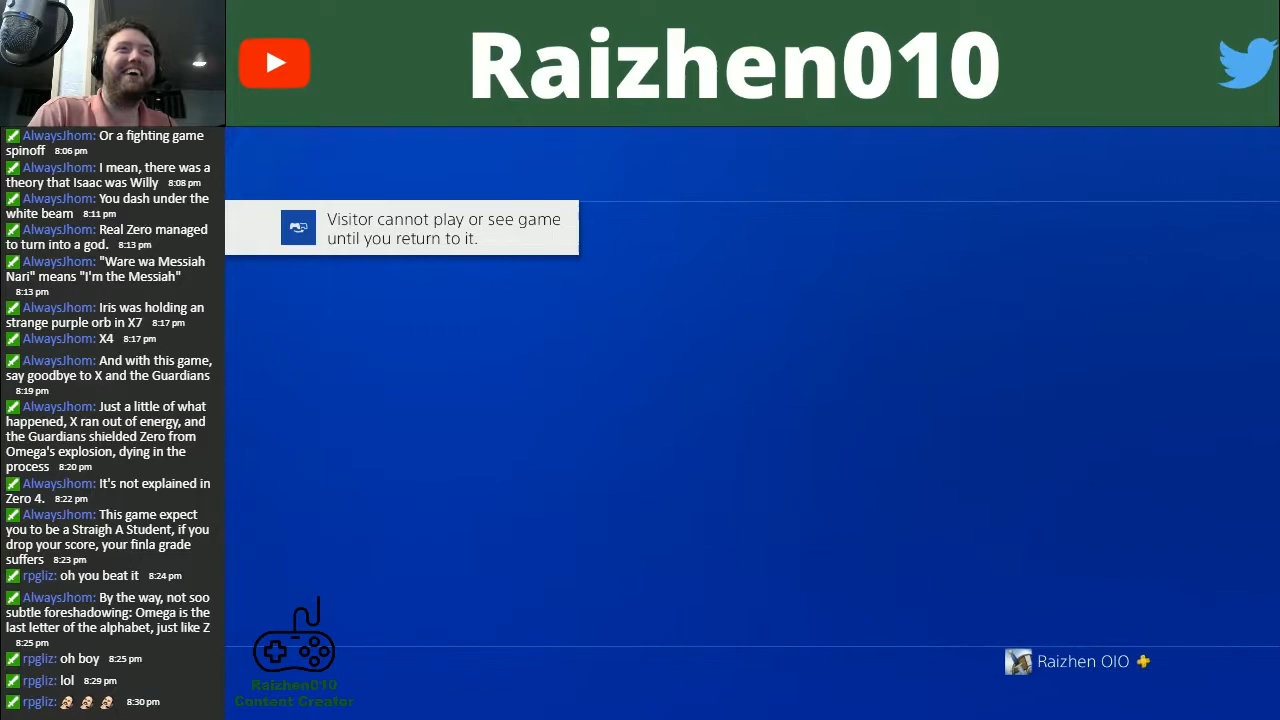 Raizhen010
AlwaysJhom: Or a fighting game
spinoff 8:06 pm
AlwaysJhom: I mean, there was a
theory that Isaac was Willy 8:08 pm
AlwaysJhom: You dash under the
white beam 8:11 pm
AlwaysJhom: Real Zero managed
to turn into a god. 8:13 pm
AlwaysJhom: "Ware wa Messiah
Nari" means "I'm the Messiah"
8:13 pm
AlwaysJhom: Iris was holding an
strange purple orb in X7 8:17 pm
AlwaysJhom: X4 8:17 pm
AlwaysJhom: And with this game,
say goodbye to X and the Guardians
8:19 pm
AlwaysJhom: Just a little of what
happened, X ran out of energy, and
the Guardians shielded Zero from
Omega's explosion, dying in the
process 8:20 pm
AlwaysJhom: It's not explained in
Zero 4. 8:22 pm
AlwaysJhom: This game expect
you to be a Straigh A Student, if you
drop your score, your finla grade
suffers 8:23 pm
rpgliz: oh you beat it 8:24 pm
AlwaysJhom: By the way, not soo
subtle foreshadowing: Omega is the
last letter of the alphabet, just like Z
8:25 pm
rpgliz: oh boy 8:25 pm
rpgliz: lol 8:29 pm
rpgliz: 8:30 pm
Visitor cannot play or see game
until you return to it.
Raizhen010
Content Creator
Raizhen OIO